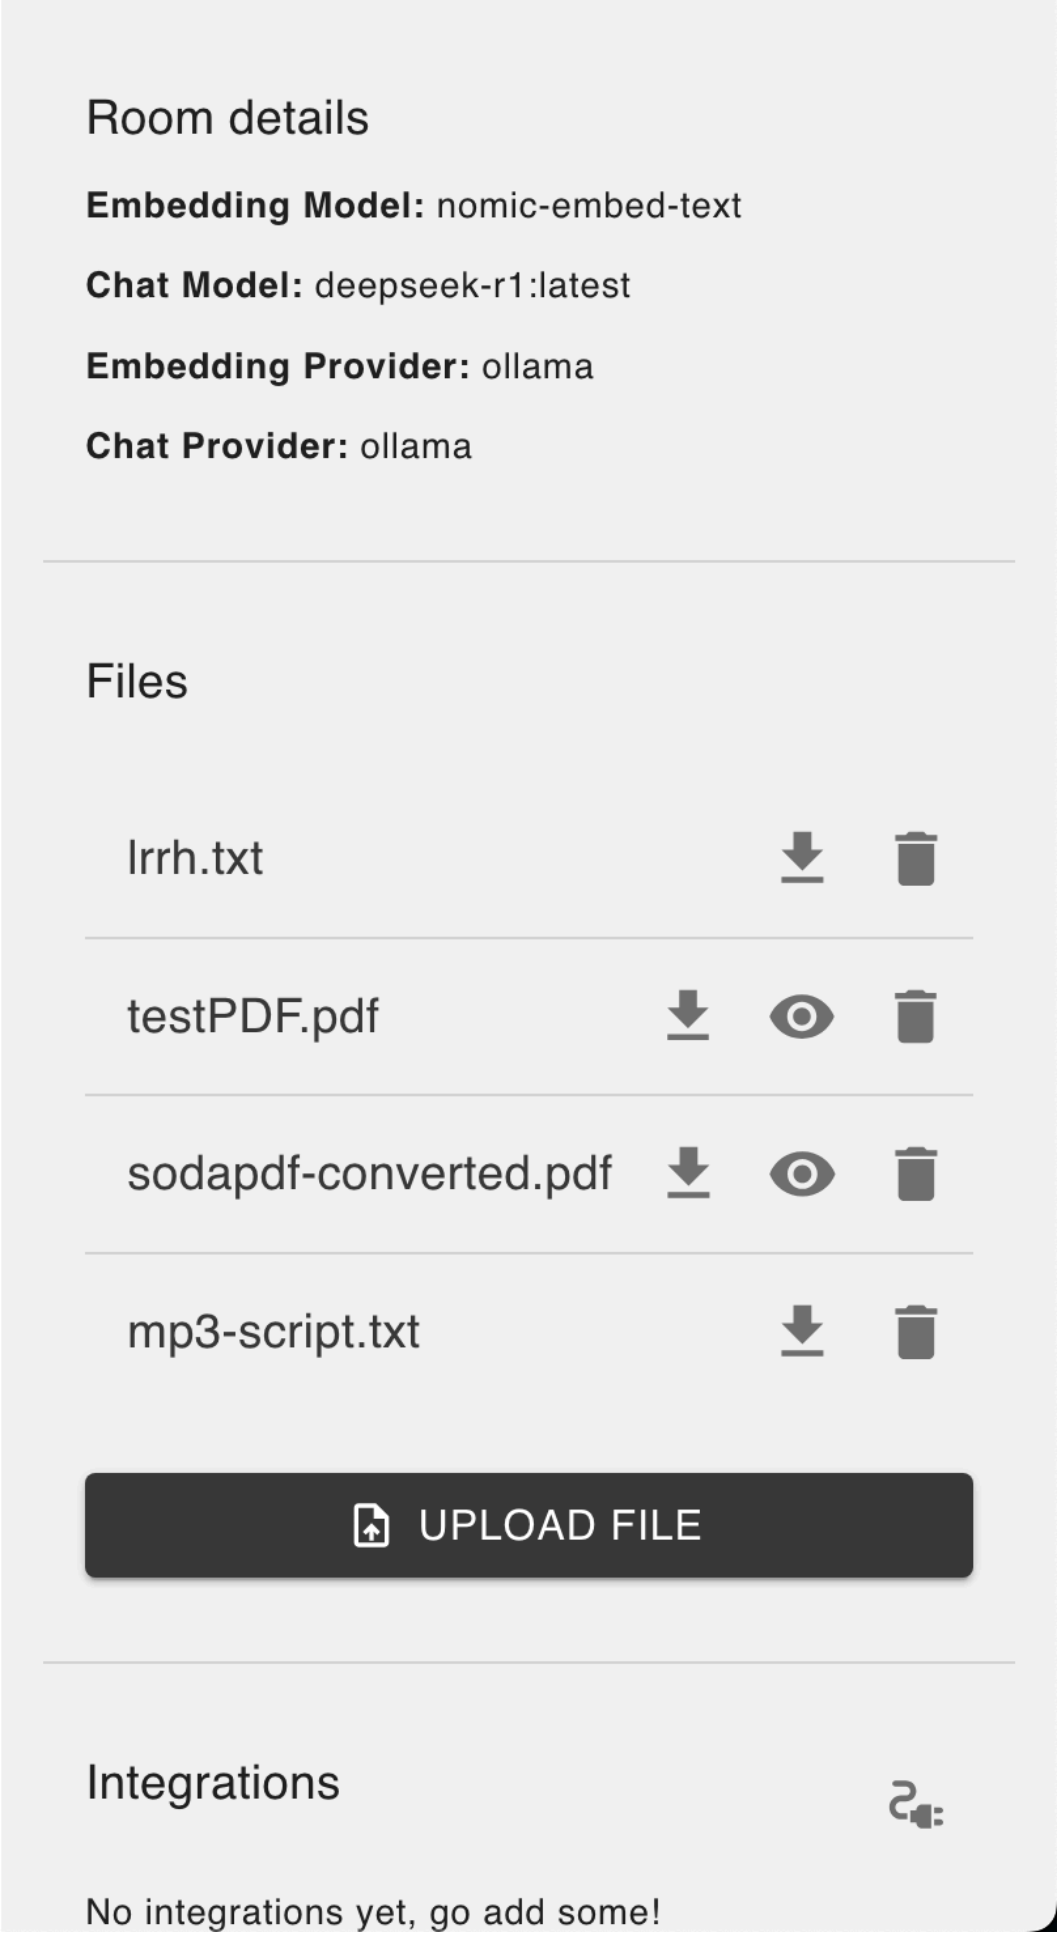 Room details
Embedding Model: nomic-embed-text
Chat Model: deepseek-r1:latest
Embedding Provider: ollama
Chat Provider: ollama
Files
lrrh.txt
testPDF.pdf
sodapdf-converted.pdf
mp3-script.txt
UPLOAD FILE
Integrations
No integrations yet, go add some!